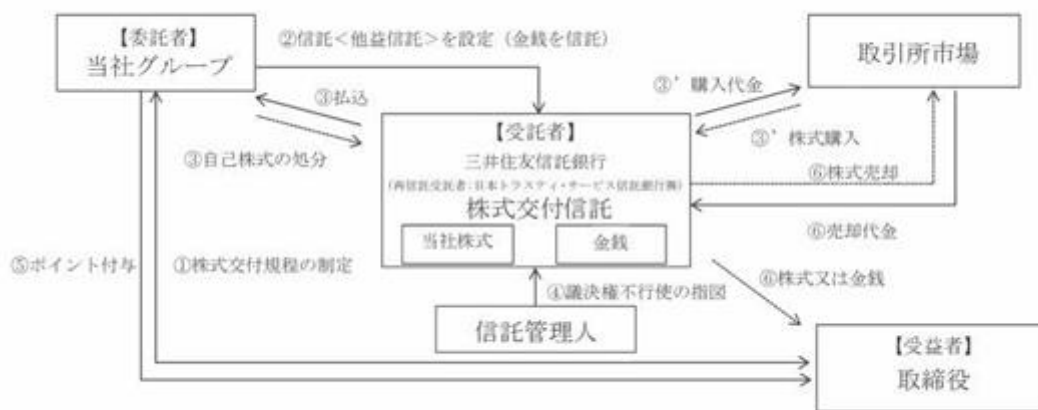 【委託者】
当社グループ
②信託＜他益信託＞を設定（金銭を信託）
取引所市場
③払込
③自己株式の処分
③’購入代金
③’株式購入
【受託者】
三井住友信託銀行
（再信託受託者：日本トラスティ・サービス信託銀行㈱）
株式交付信託
当社株式
金銭
⑥株式売却
⑥売却代金
⑤ポイント付与
①株式交付規程の制定
④議決権不行使の指図
⑥株式又は金銭
信託管理人
【受益者】
取締役